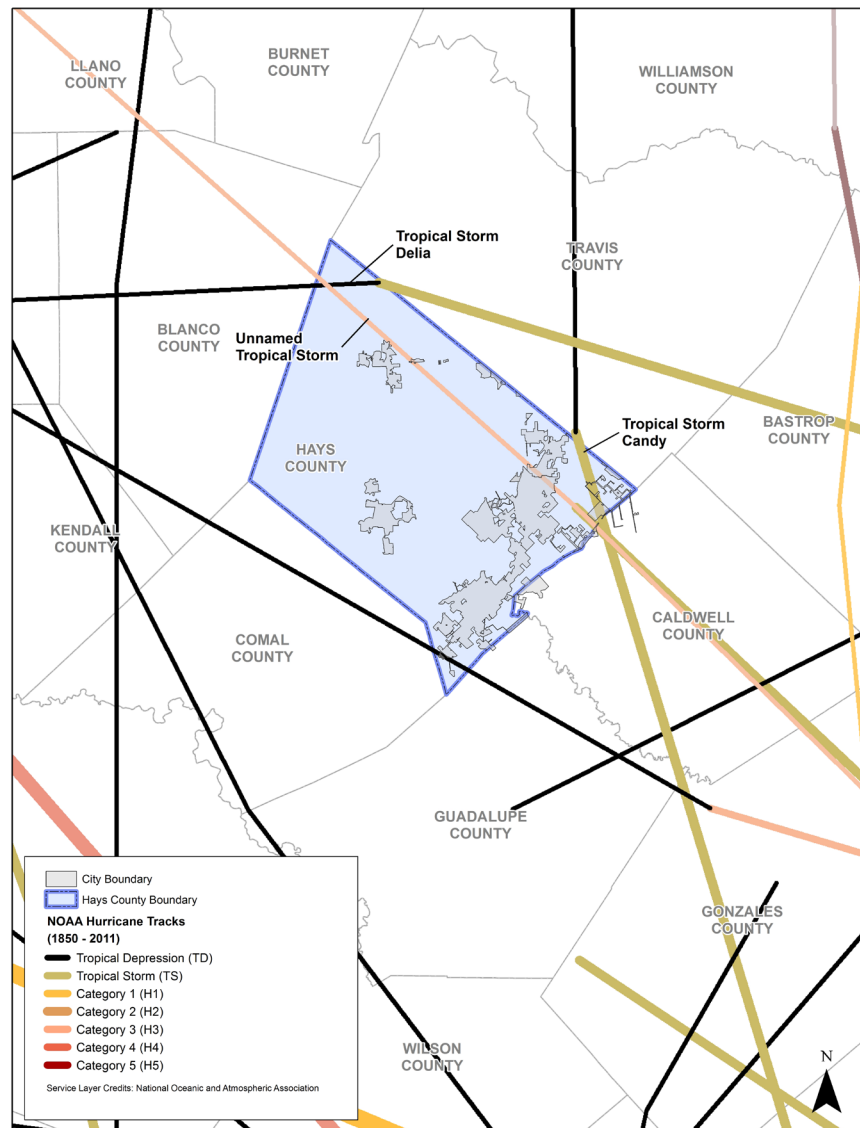 LLANO
COUNTY
BURNET
COUNTY
WILLIAMSON
COUNTY
Tropical Storm
Delia
TRAVIS
COUNTY
BLANCO
COUNTY
Unnamed
Tropical Storm
Tropical Storm
Candy
BASTROP
COUNTY
HAYS
COUNTY
KENDALL
COUNTY
CALDWELL
COUNTY
COMAL
COUNTY
GUADALUPE
COUNTY
GONZALES
COUNTY
WILSON
COUNTY
City Boundary
Hays County Boundary
NOAA Hurricane Tracks
(1850 - 2011)
Tropical Depression (TD)
Tropical Storm (TS)
Category 1 (H1)
Category 2 (H2)
Category 3 (H3)
Category 4 (H4)
Category 5 (H5)
Service Layer Credits: National Oceanic and Atmospheric Association
N